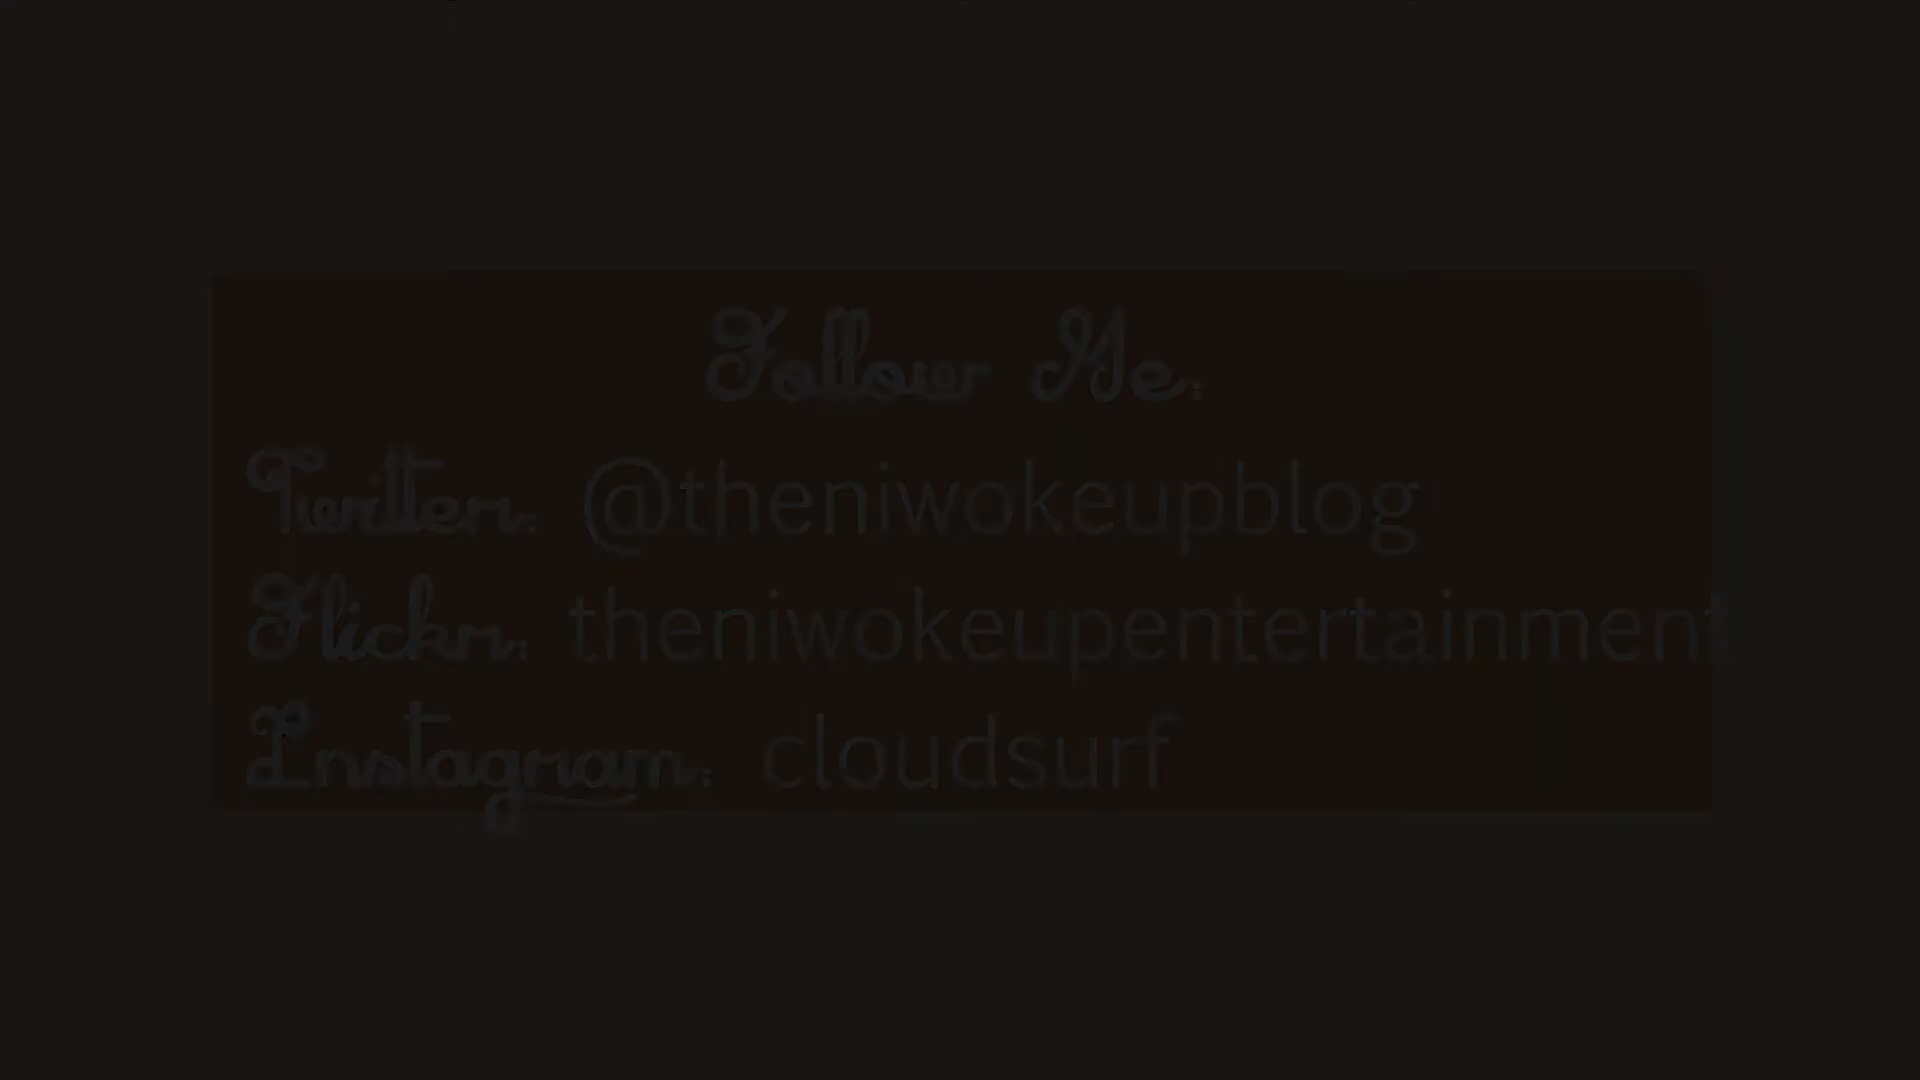 Follow Me:
Twitter: @theniwokeupblog
Flickr: theniwokeupentertainment
Instagram: cloudsurf